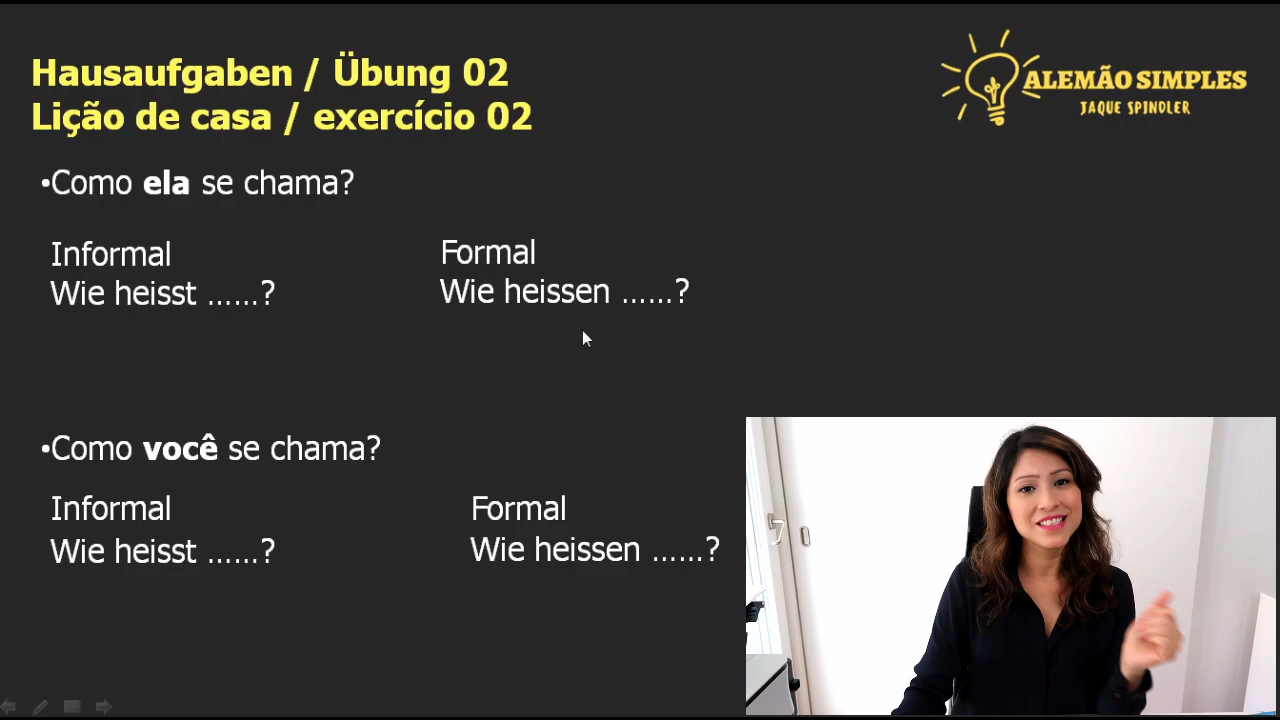 Hausaufgaben / Übung 02
Lição de casa / exercício 02
ALEMÃO SIMPLES
JAQUE SPINDLER
•Como ela se chama?
Informal
Wie heisst ......?
Formal
Wie heissen ......?
•Como você se chama?
Informal
Wie heisst ......?
Formal
Wie heissen ......?